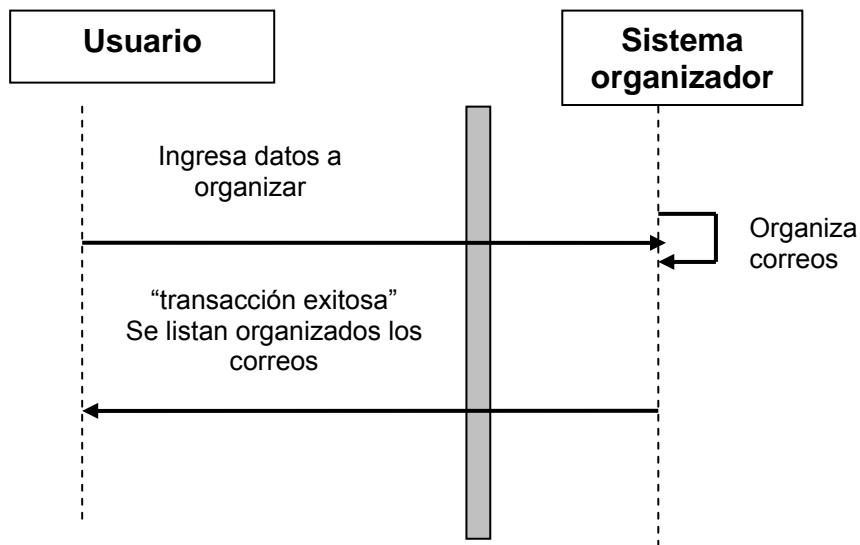 Usuario
Sistema
organizador
Ingresa datos a
organizar
Organiza
correos
“transacción exitosa”
Se listan organizados los
correos